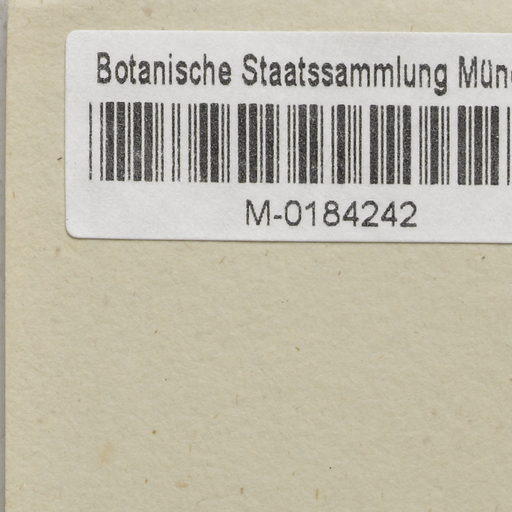 Botanische Staatssammlung Mün
M-0184242